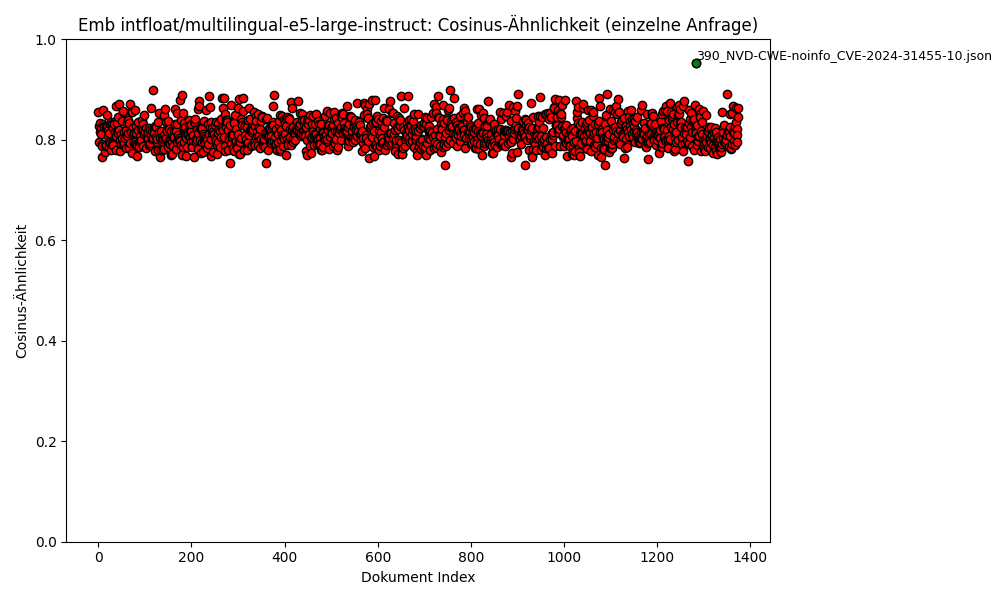 Emb intfloat/multilingual-e5-large-instruct: Cosinus-Ähnlichkeit (einzelne Anfrage)
1.0
390_NVD-CWE-noinfo_CVE-2024-31455-10.json
0.8
0.6
Cosinus-Ähnlichkeit
0.4
0.2
0.0
0 200 400 600 800 1000 1200 1400
Dokument Index